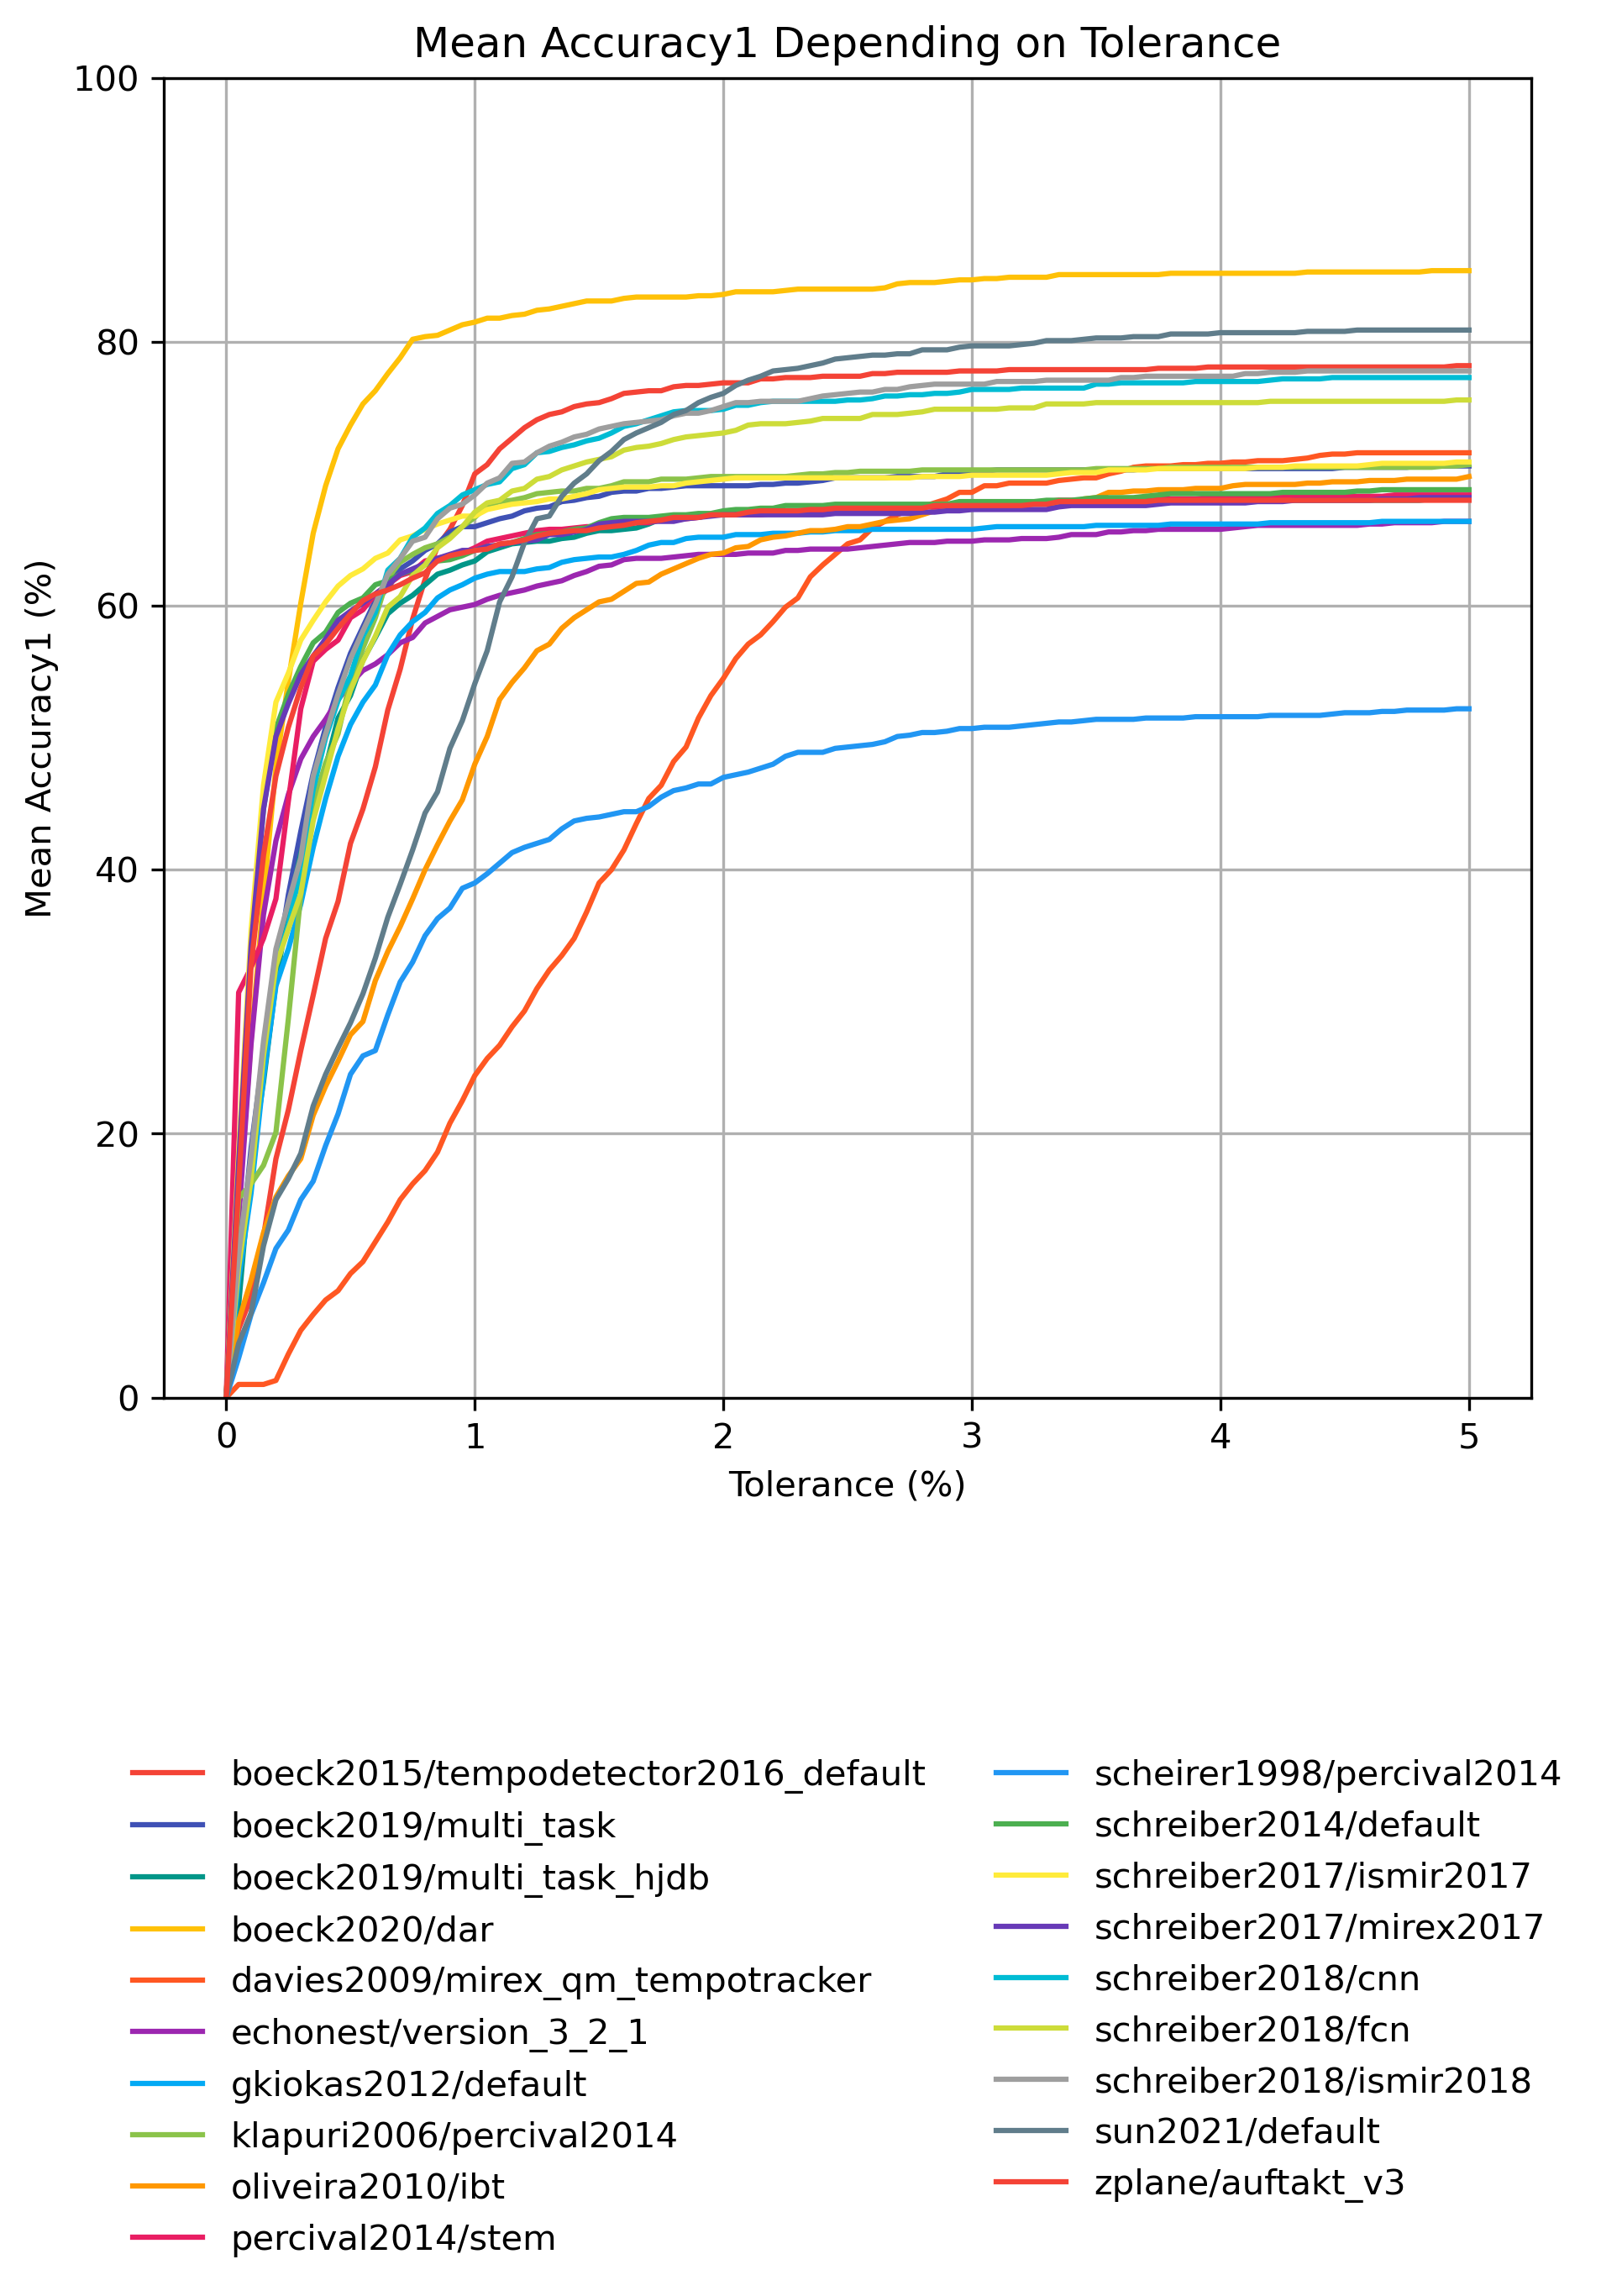 Mean Accuracy1 Depending on Tolerance
100
80
60
40
20
0
Mean Accuracy1 (%)
0 1 2 3 4 5
Tolerance (%)
boeck2015/tempodetector2016_default
boeck2019/multi_task
boeck2019/multi_task_hjdb
boeck2020/dar
davies2009/mirex_qm_tempotracker
echonest/version_3_2_1
gkiokas2012/default
klapuri2006/percival2014
oliveira2010/ibt
percival2014/stem
scheirer1998/percival2014
schreiber2014/default
schreiber2017/ismir2017
schreiber2017/mirex2017
schreiber2018/cnn
schreiber2018/fcn
schreiber2018/ismir2018
sun2021/default
zplane/auftakt_v3